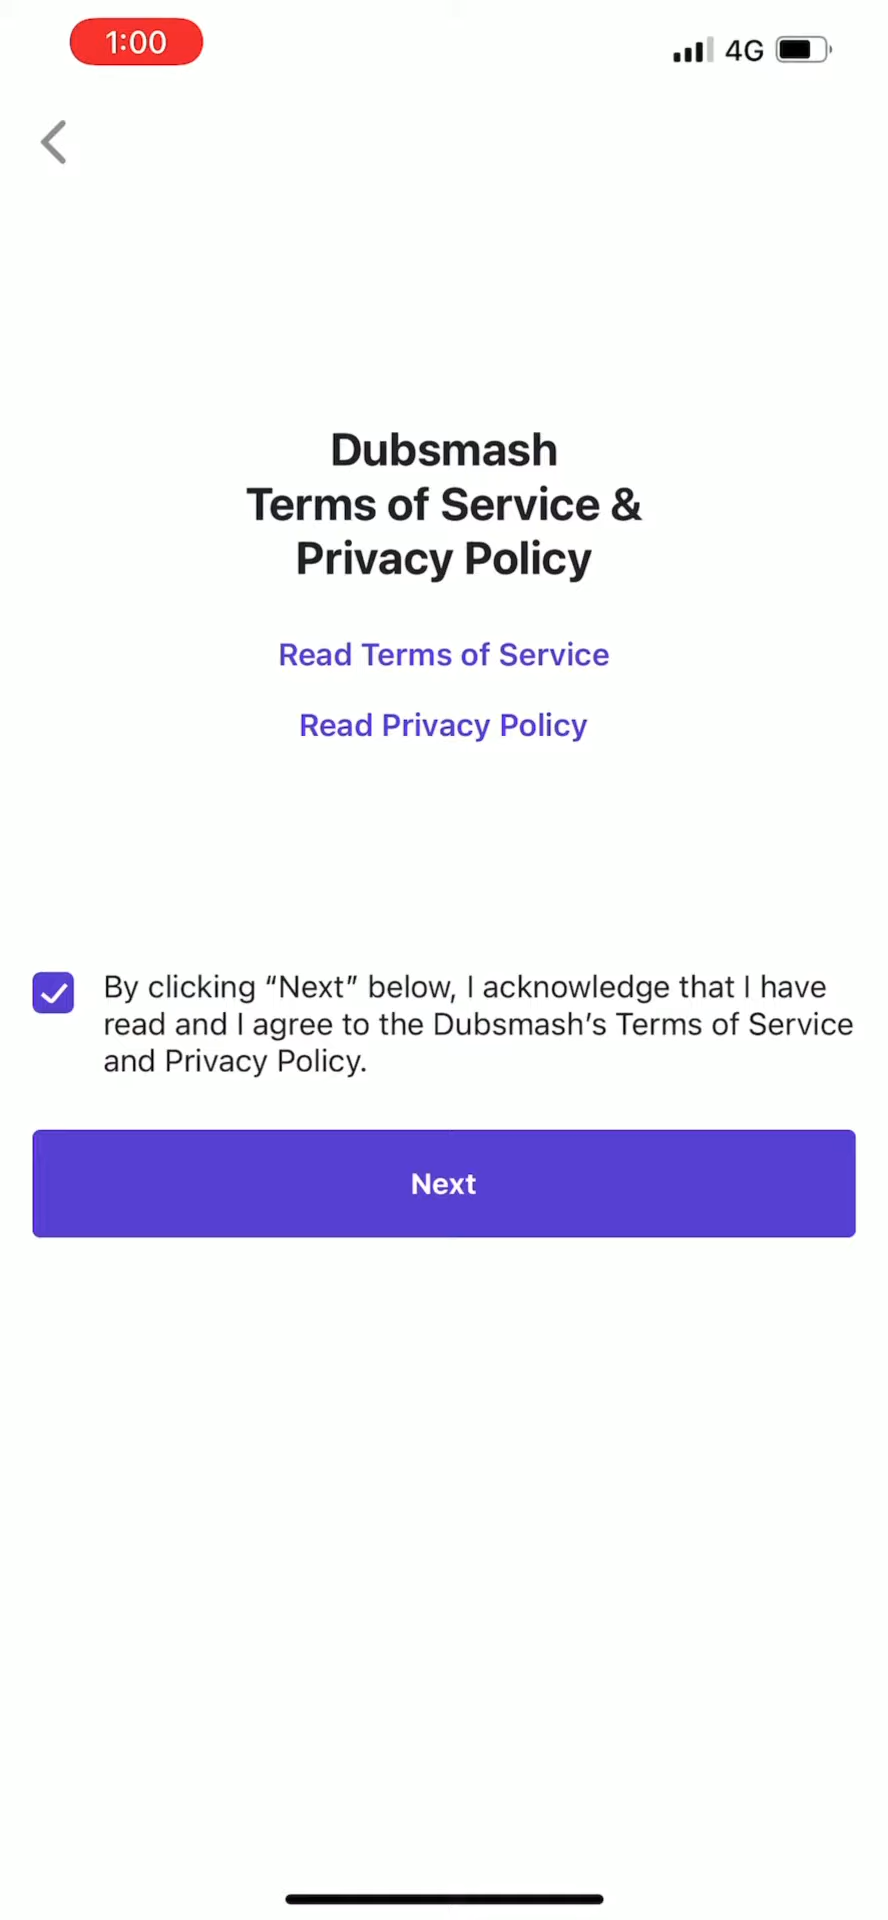 1:00
4G
Dubsmash
Terms of Service &
Privacy Policy
Read Terms of Service
Read Privacy Policy
By clicking “Next” below, I acknowledge that I have
read and I agree to the Dubsmash’s Terms of Service
and Privacy Policy.
Next